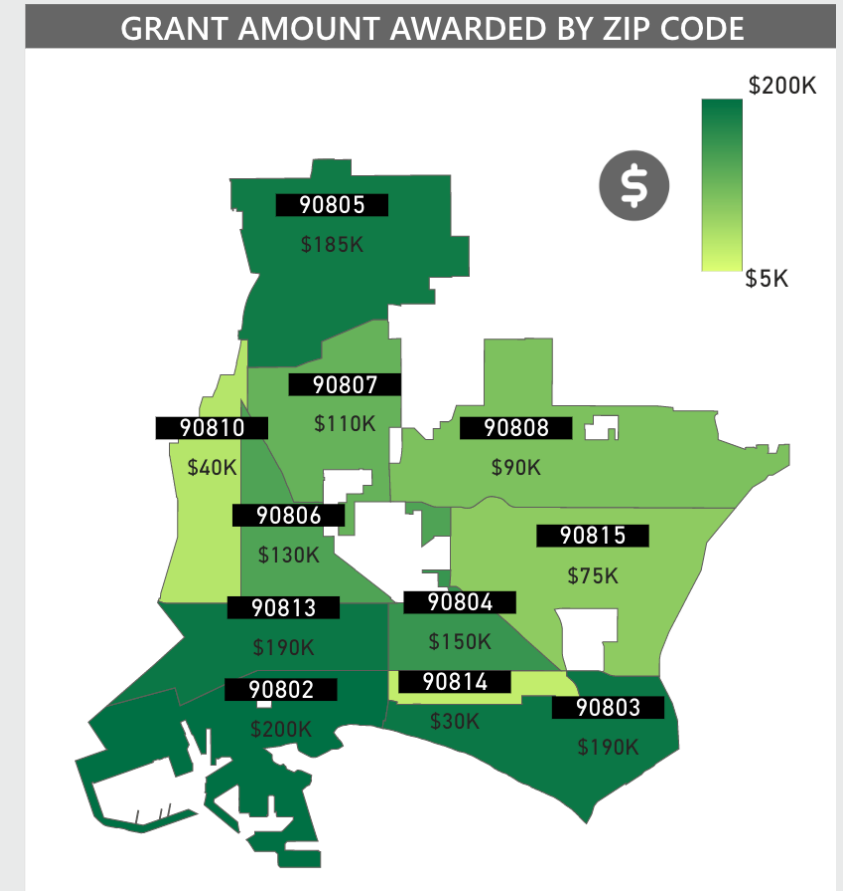 GRANT AMOUNT AWARDED BY ZIP CODE
$200K
$
$5K
90805
$185K
90807
$110K
90810
$40K
90808
$90K
90806
$130K
90815
$75K
90813
$190K
90804
$150K
90802
$200K
90814
$30K
90803
$190K